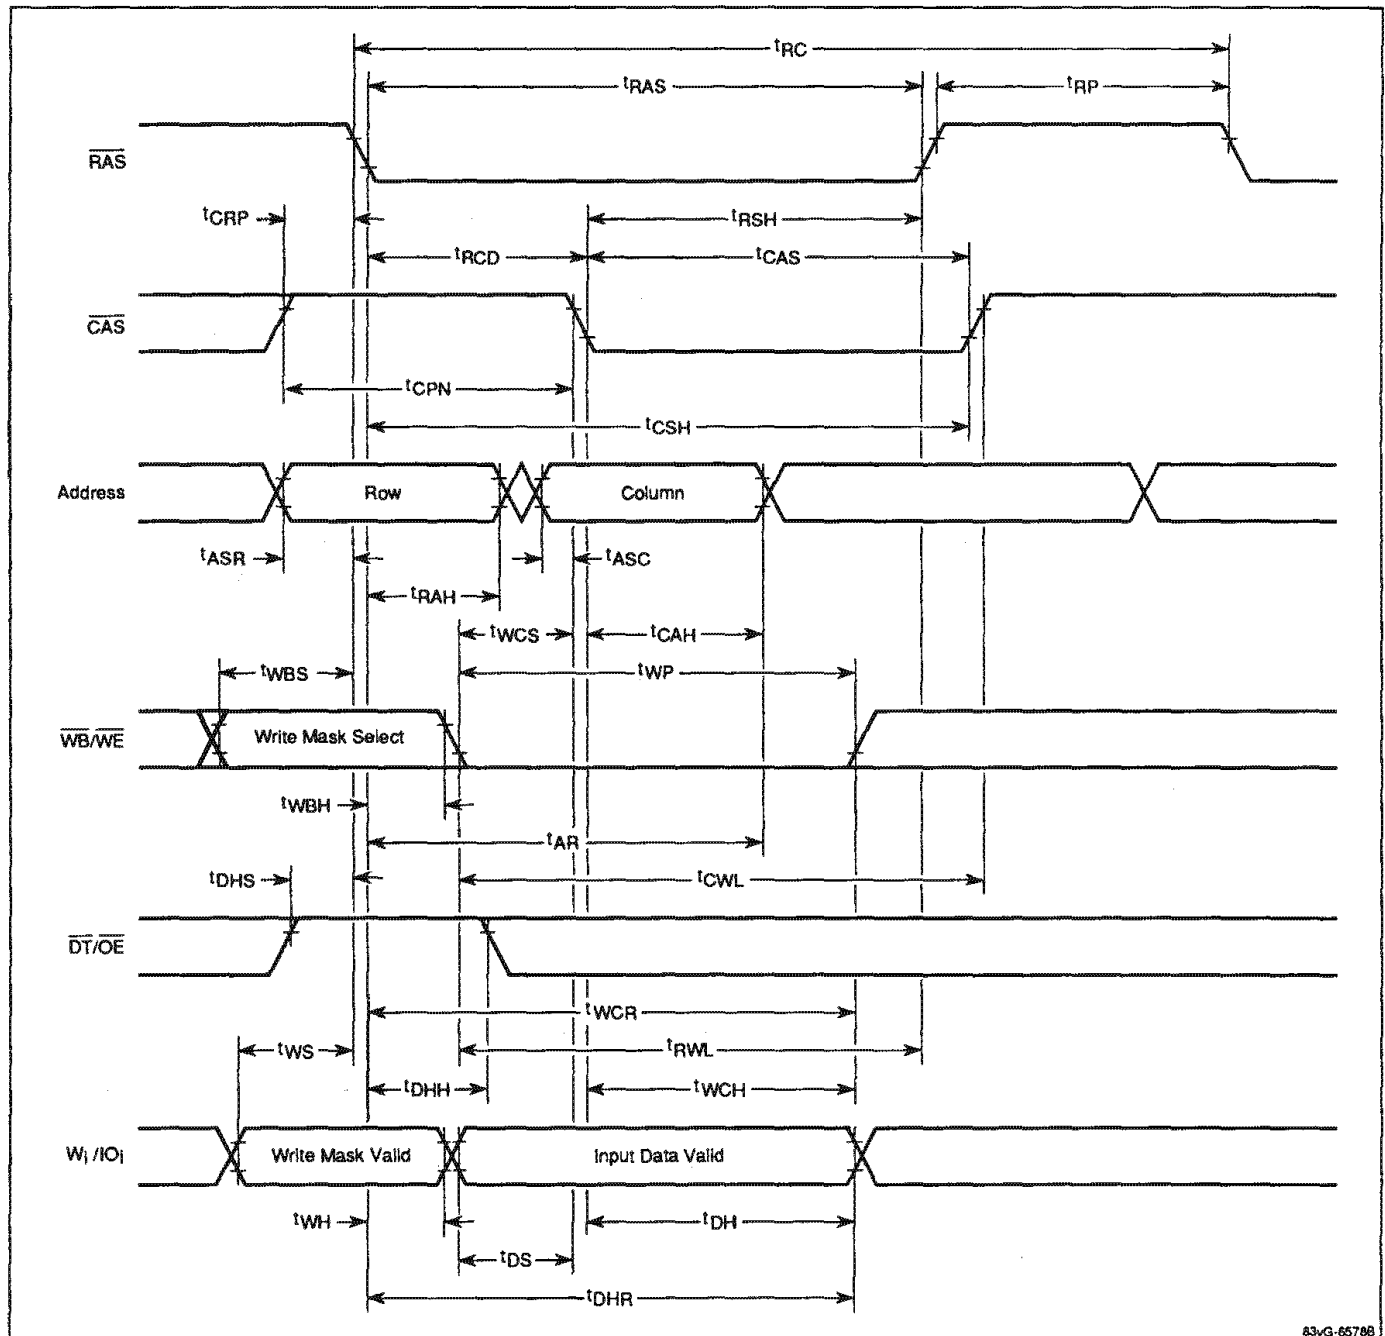 tRC
tRAS
tRP
RAS
tCRP
tRSH
tRCD
tCAS
CAS
tCPN
tCSH
Address
Row
Column
tASR
tASC
tRAH
tWCS
tCAH
tWBS
tWP
WB/WE
Write Mask Select
tWBH
tAR
tDHS
tCWL
DT/OE
tWCR
tWS
tRWL
tDHH
tWCH
Wi/IOi
Write Mask Valid
Input Data Valid
tWH
tDH
tDS
tDHR
83vG-6578B